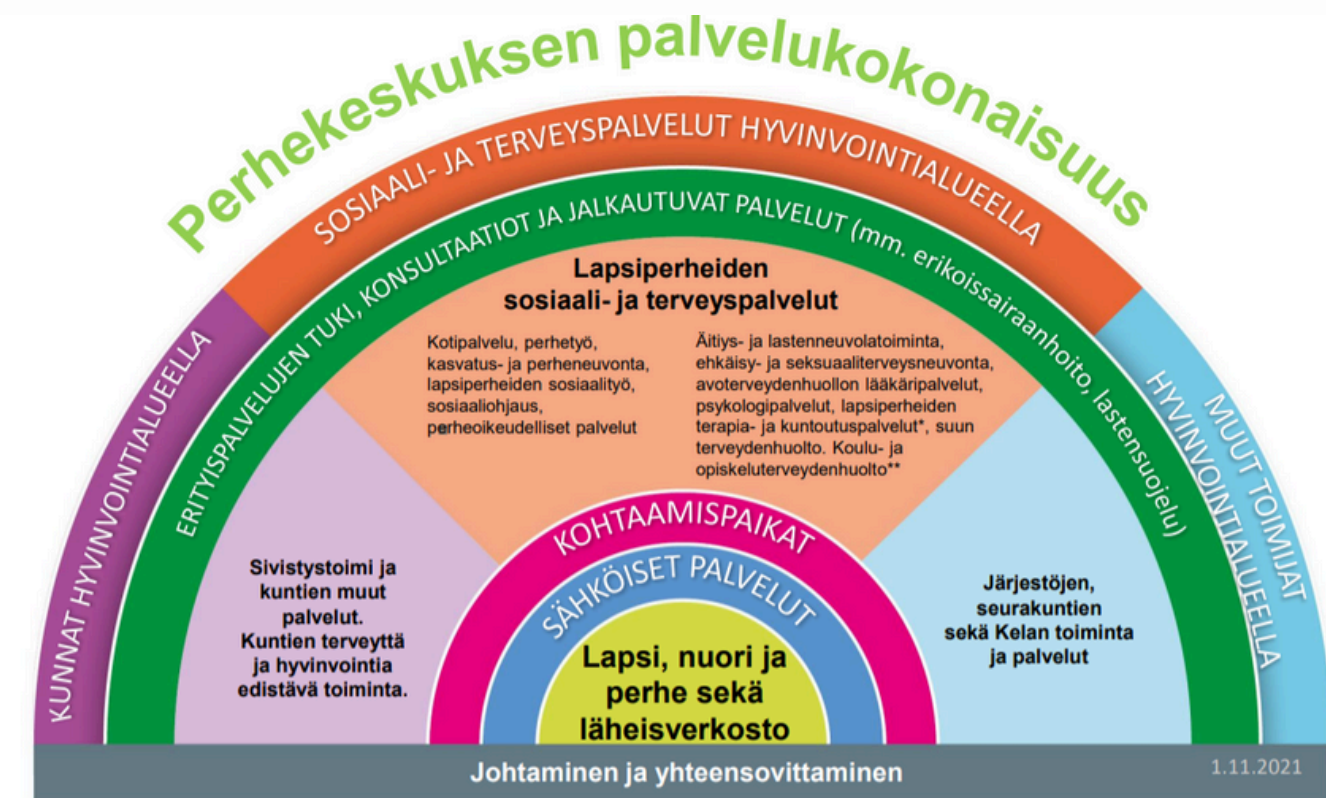 Perhekeskuksen palvelukokonaisuus
SOSIAALI- JA TERVEYSPALVELUT HYVINVOINTIALUEELLA
KUNNAT HYVINVOINTIALUEELLA
MUUT TOIMIJAT
HYVINVOINTIALUEELLA
ERITYISPALVELUJEN TUKI, KONSULTAATIOT JA JALKAUTUVAT PALVELUT (mm. erikoissairaanhoito, lastensuojelu)
Lapsiperheiden
sosiaali- ja terveyspalvelut
Kotipalvelu, perhetyö,
kasvatus- ja perheneuvonta,
lapsiperheiden sosiaalityö,
sosiaaliohjaus,
perheoikeudelliset palvelut
Äitiys- ja lastenneuvolatoiminta,
ehkäisy- ja seksuaaliterveysneuvonta,
avoterveydenhuollon lääkäripalvelut,
psykologipalvelut, lapsiperheiden
terapia- ja kuntoutuspalvelut*, suun
terveydenhuolto. Koulu- ja
opiskeluterveydenhuolto**
Sivistystoimi ja
kuntien muut
palvelut.
Kuntien terveyttä
ja hyvinvointia
edistävä toiminta.
Järjestöjen,
seurakuntien
sekä Kelan toiminta
ja palvelut
KOHTAAMISPAIKAT
SÄHKÖISET PALVELUT
Lapsi, nuori ja
perhe sekä
läheisverkosto
Johtaminen ja yhteensovittaminen
1.11.2021